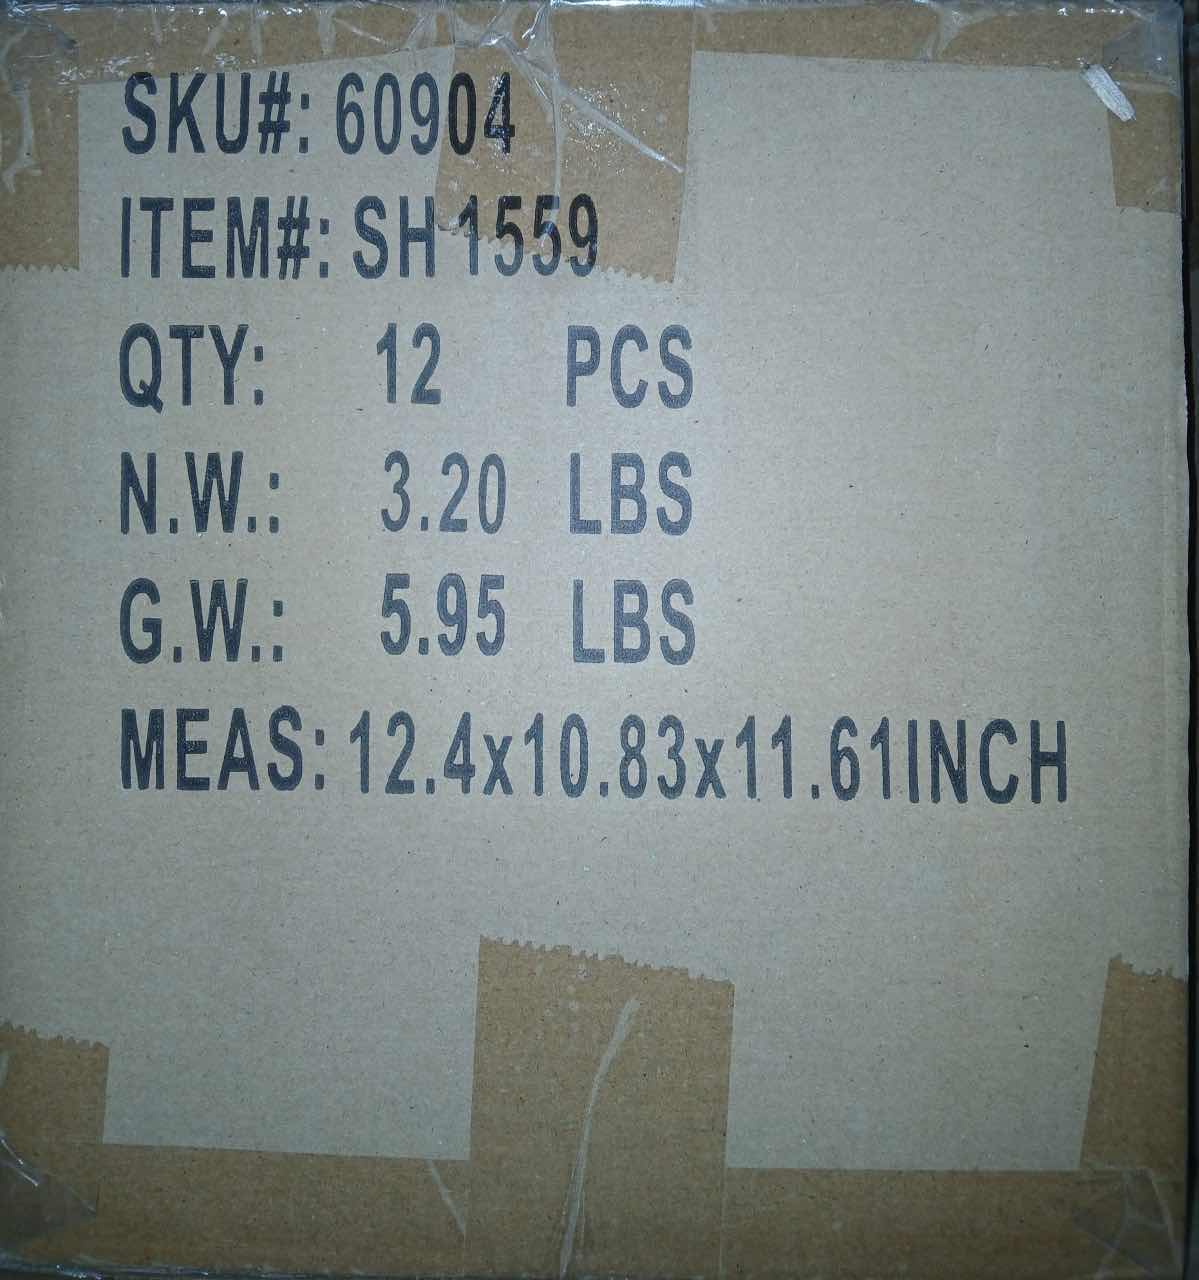 SKU#: 60904
ITEM#: SH 1559
QTY: 12 PCS
N.W.: 3.20 LBS
G.W.: 5.95 LBS
MEAS: 12.4x10.83x11.61INCH